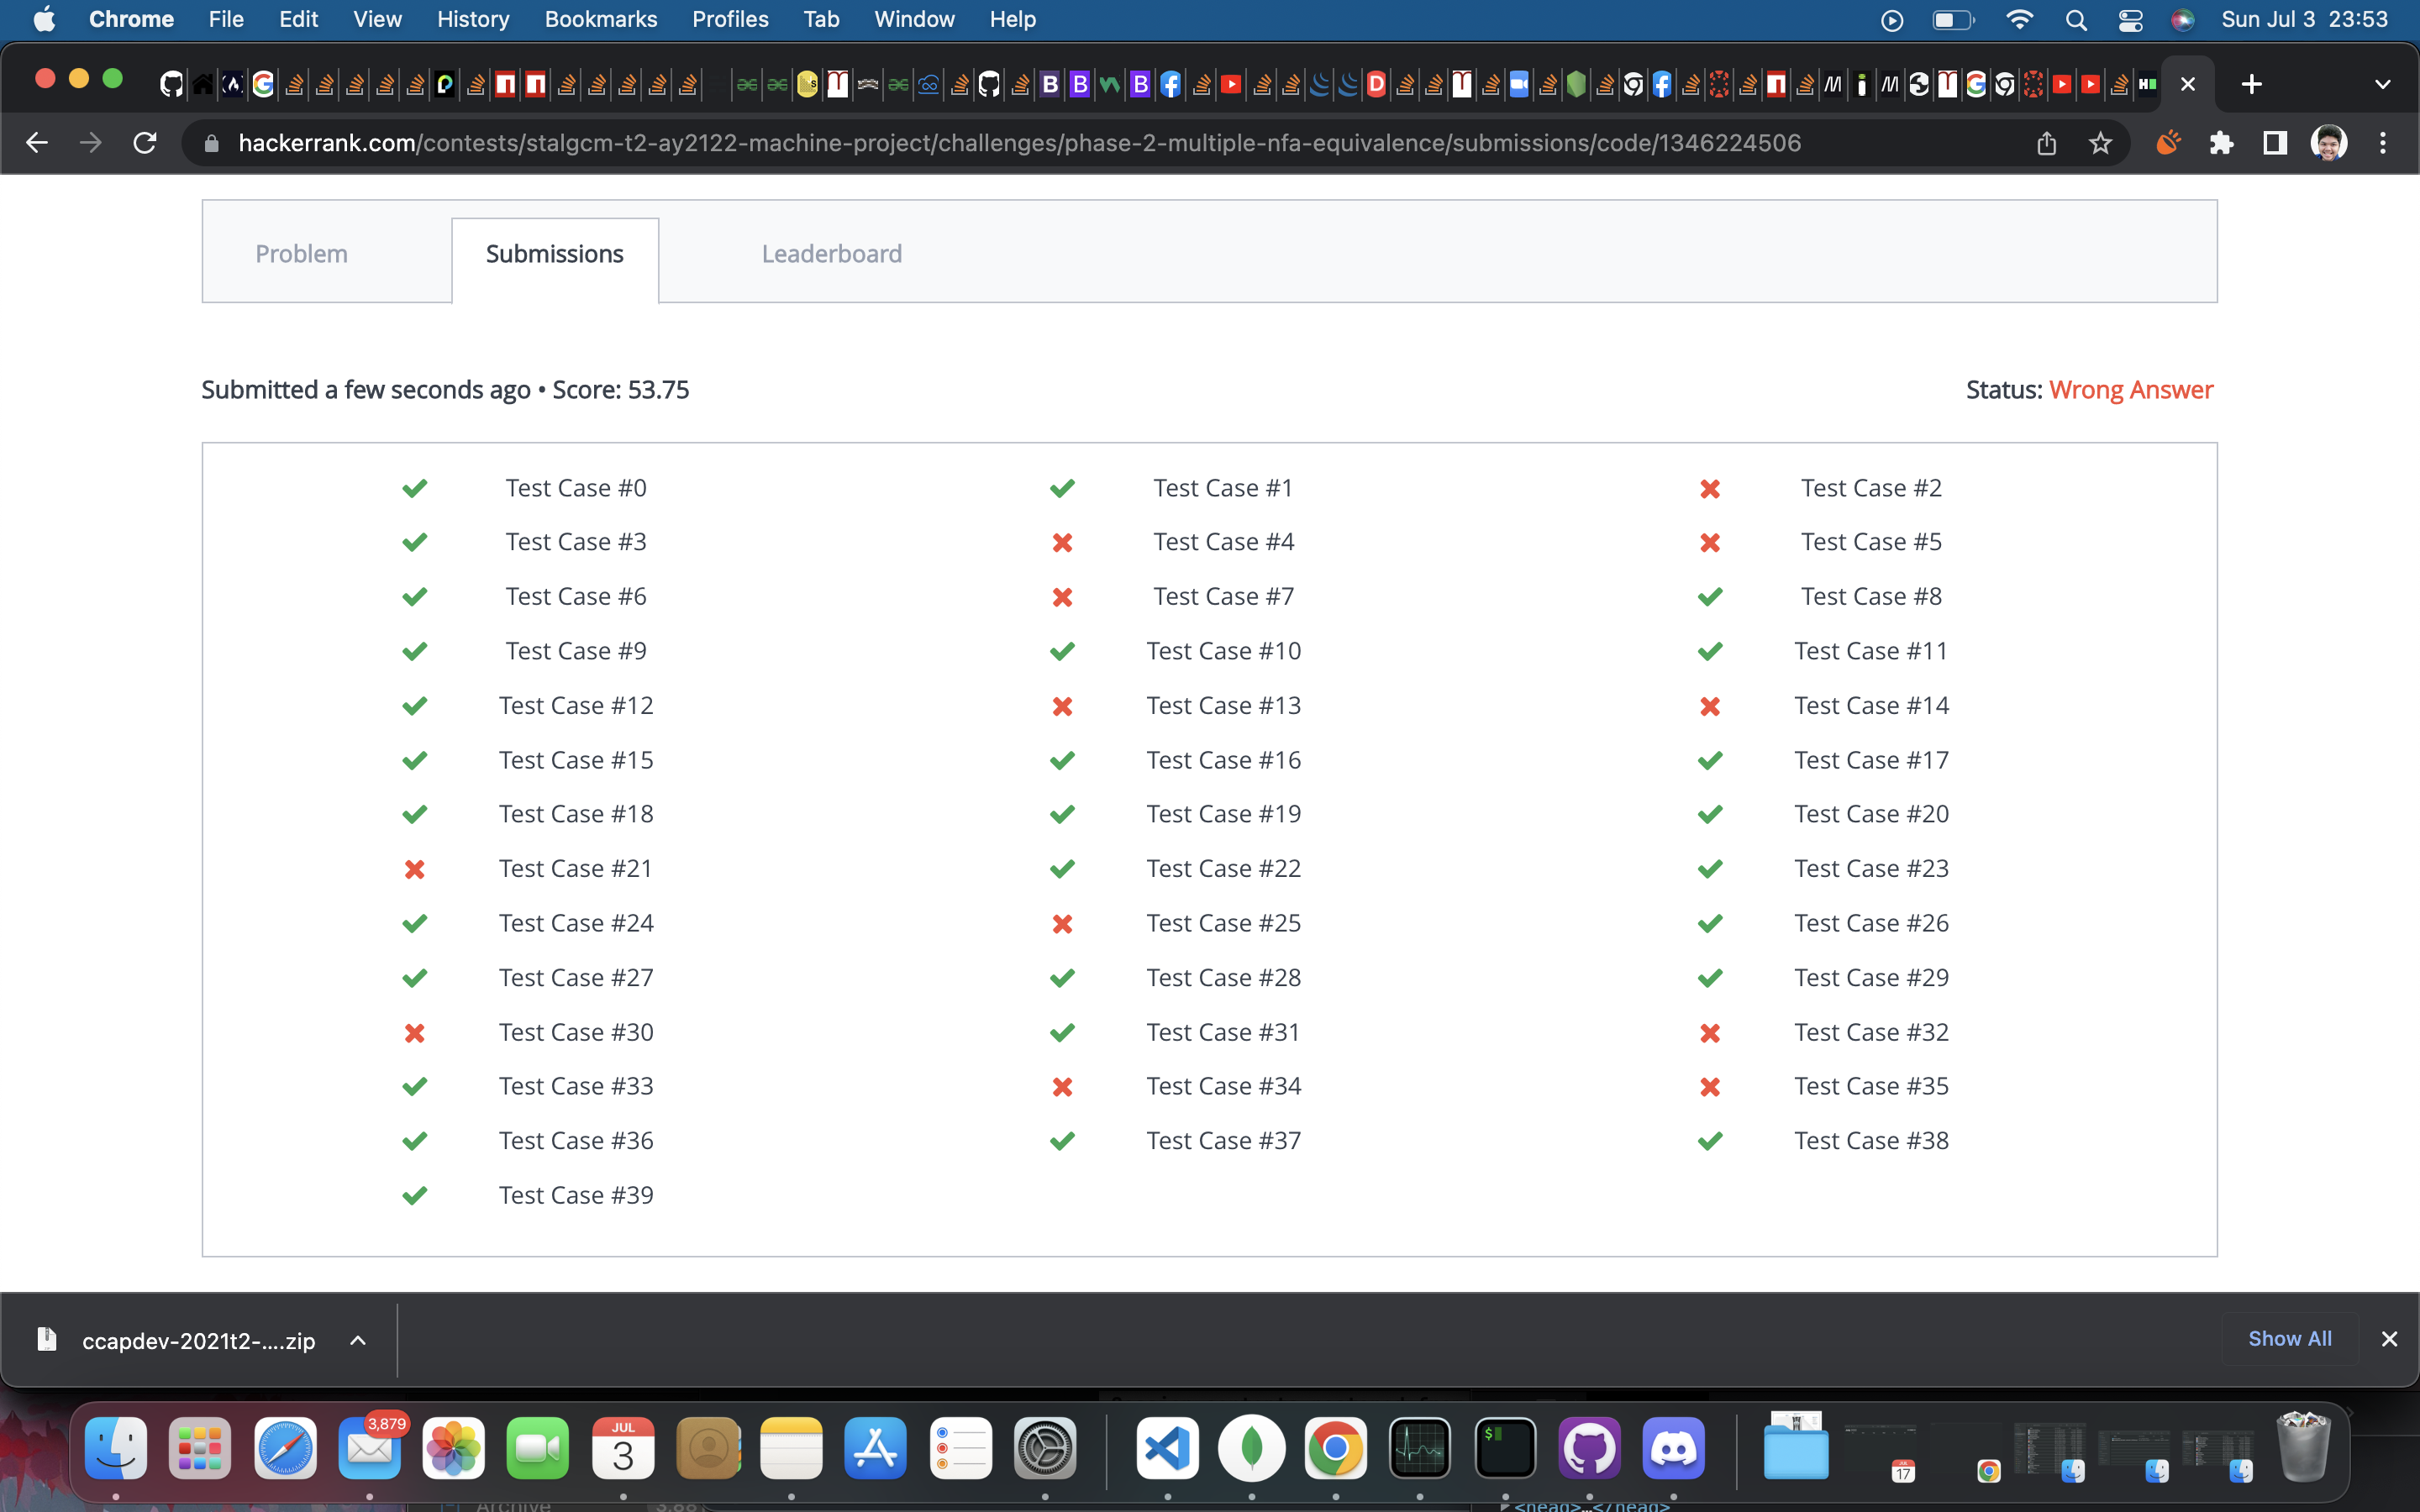 Chrome File Edit View History Bookmarks Profiles Tab Window Help Sun Jul 3 23:53
hackerrank.com/contests/stalgcm-t2-ay2122-machine-project/challenges/phase-2-multiple-nfa-equivalence/submissions/code/1346224506
Problem Submissions Leaderboard
Submitted a few seconds ago • Score: 53.75 Status: Wrong Answer
Test Case #0 Test Case #1 Test Case #2
Test Case #3 Test Case #4 Test Case #5
Test Case #6 Test Case #7 Test Case #8
Test Case #9 Test Case #10 Test Case #11
Test Case #12 Test Case #13 Test Case #14
Test Case #15 Test Case #16 Test Case #17
Test Case #18 Test Case #19 Test Case #20
Test Case #21 Test Case #22 Test Case #23
Test Case #24 Test Case #25 Test Case #26
Test Case #27 Test Case #28 Test Case #29
Test Case #30 Test Case #31 Test Case #32
Test Case #33 Test Case #34 Test Case #35
Test Case #36 Test Case #37 Test Case #38
Test Case #39
ccapdev-2021t2-....zip Show All
3,879
JUL
3
17
Archive
<head>…</head>